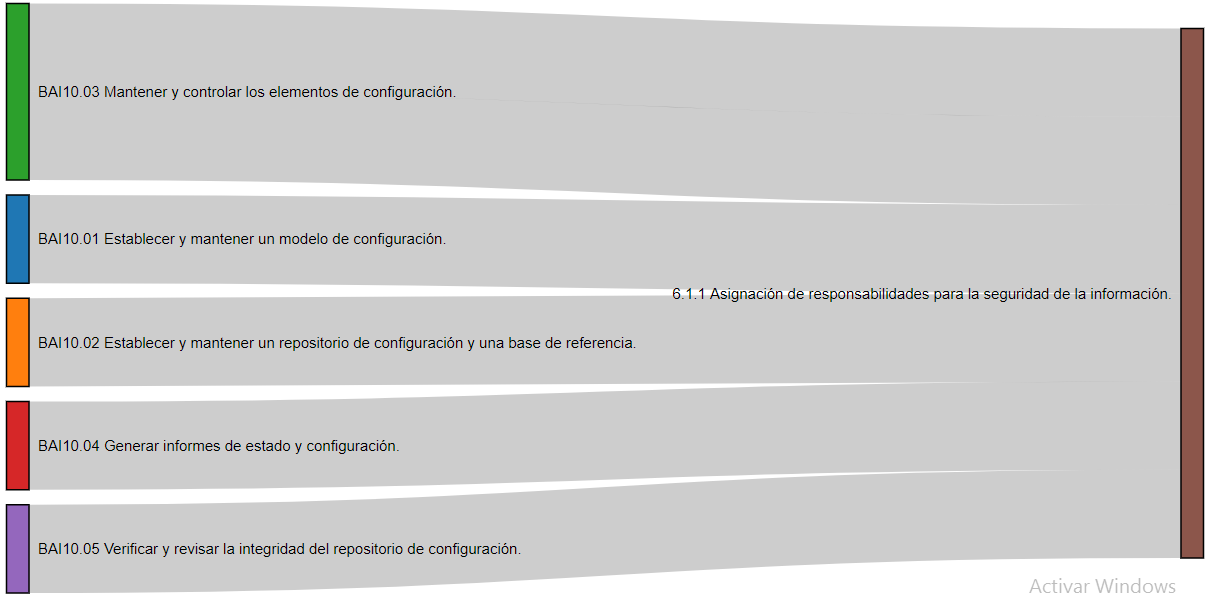 BAI10.03 Mantener y controlar los elementos de configuración.
BAI10.01 Establecer y mantener un modelo de configuración.
6.1.1 Asignación de responsabilidades para la seguridad de la información.
BAI10.02 Establecer y mantener un repositorio de configuración y una base de referencia.
BAI10.04 Generar informes de estado y configuración.
BAI10.05 Verificar y revisar la integridad del repositorio de configuración.
Activar Windows